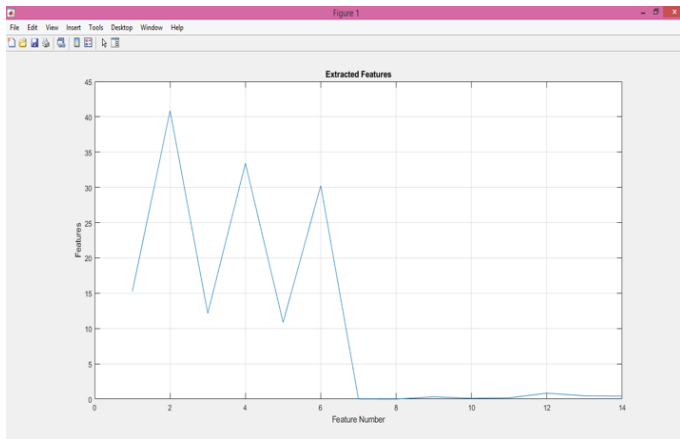 Figure 1
File Edit View Insert Tools Desktop Window Help
Extracted Features
45
40
35
30
25
20
15
10
5
0
Features
0 2 4 6 8 10 12 14
Feature Number